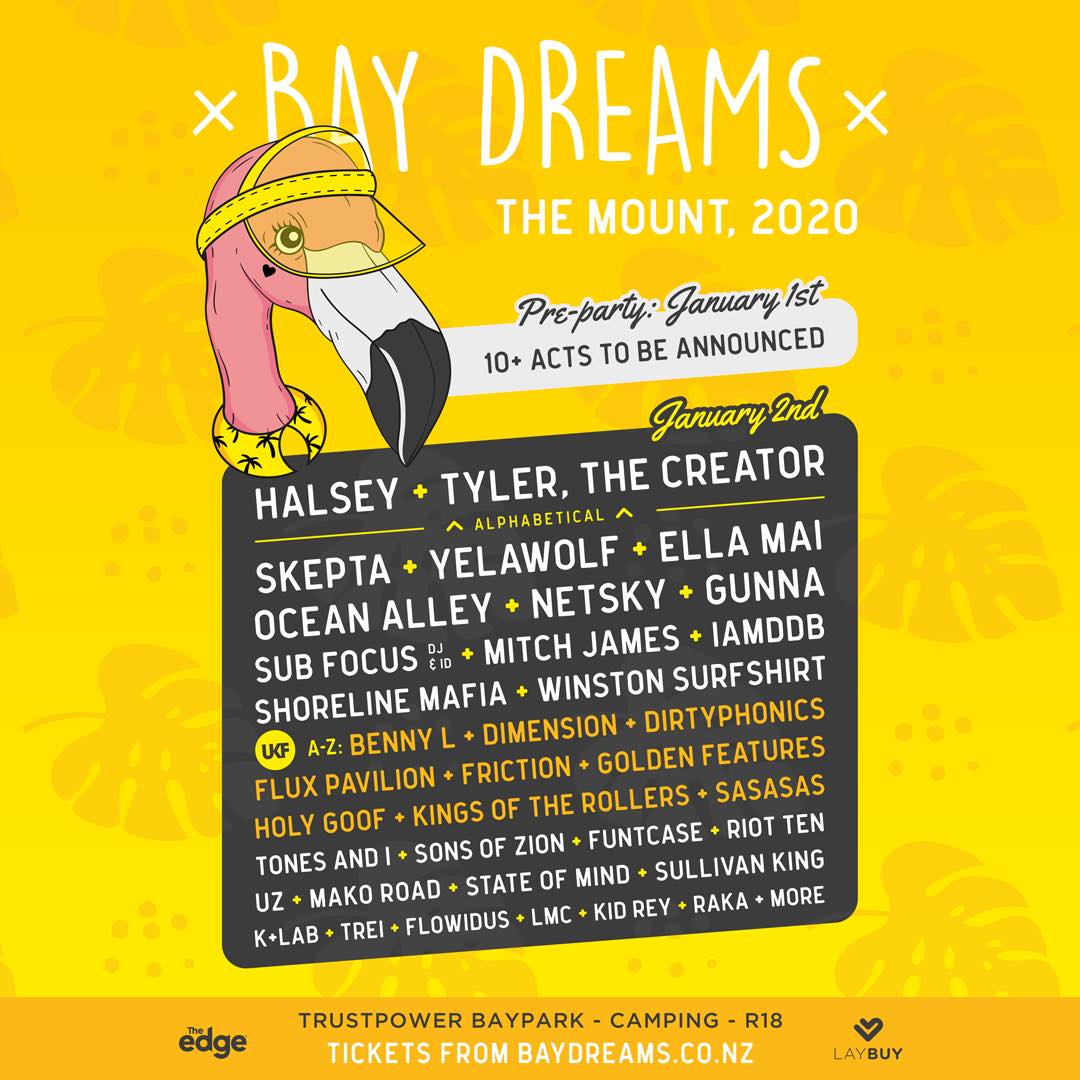 × BAY DREAMS ×
THE MOUNT, 2020
Pre-party: January 1st
10+ ACTS TO BE ANNOUNCED
January 2nd
HALSEY + TYLER, THE CREATOR
^ ALPHABETICAL ^
SKEPTA + YELAWOLF + ELLA MAI
OCEAN ALLEY + NETSKY + GUNNA
SUB FOCUS DJ & ID + MITCH JAMES + IAMDDB
SHORELINE MAFIA + WINSTON SURFSHIRT
UKF A-Z: BENNY L + DIMENSION + DIRTYPHONICS
FLUX PAVILION + FRICTION + GOLDEN FEATURES
HOLY GOOF + KINGS OF THE ROLLERS + SASASAS
TONES AND I + SONS OF ZION + FUNTCASE + RIOT TEN
UZ + MAKO ROAD + STATE OF MIND + SULLIVAN KING
K+LAB + TREI + FLOWIDUS + LMC + KID REY + RAKA + MORE
The edge
TRUSTPOWER BAYPARK - CAMPING - R18
TICKETS FROM BAYDREAMS.CO.NZ
LAYBUY